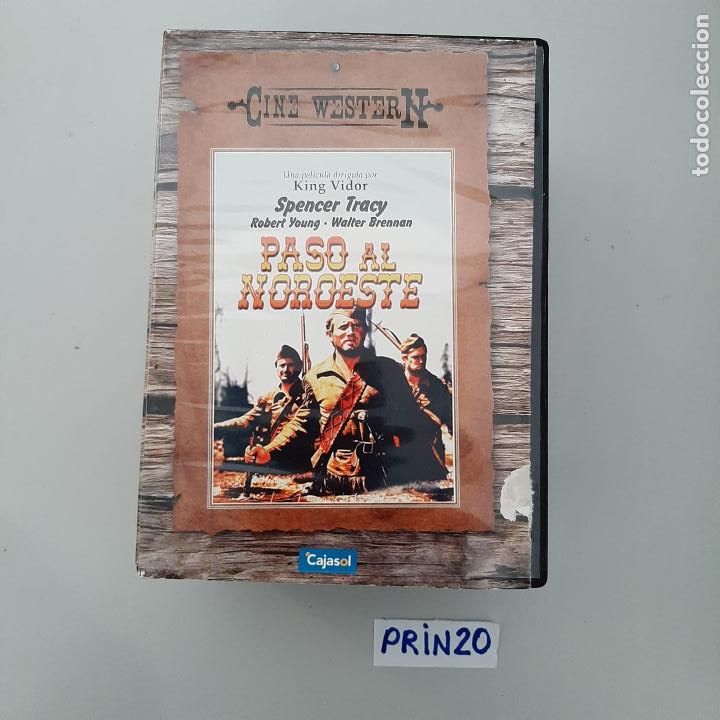 CINE WESTERN
Una película dirigida por
King Vidor
Spencer Tracy
Robert Young · Walter Brennan
PASO AL
NOROESTE
Cajasol
PRIN20
todocoleccion